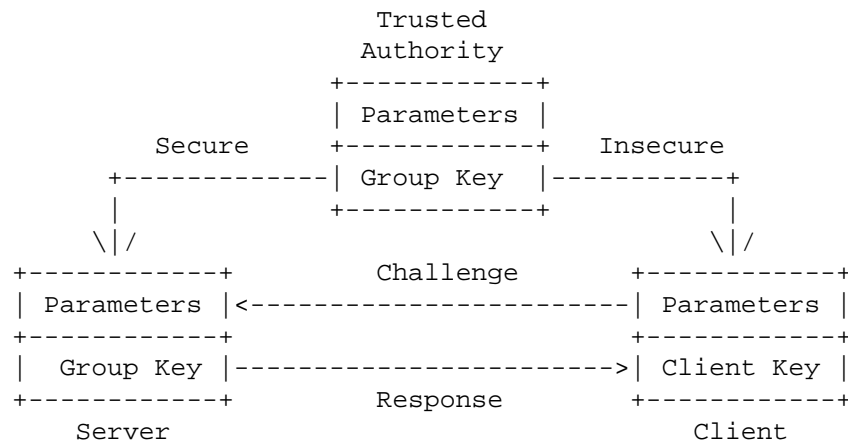 Trusted
Authority
+------------+
| Parameters |
Secure +------------+ Insecure
+-------------| Group Key |-----------+
| +------------+ |
\|/ \|/
+------------+ Challenge +------------+
| Parameters |<------------------------| Parameters |
+------------+ +------------+
| Group Key |------------------------>| Client Key |
+------------+ Response +------------+
Server Client